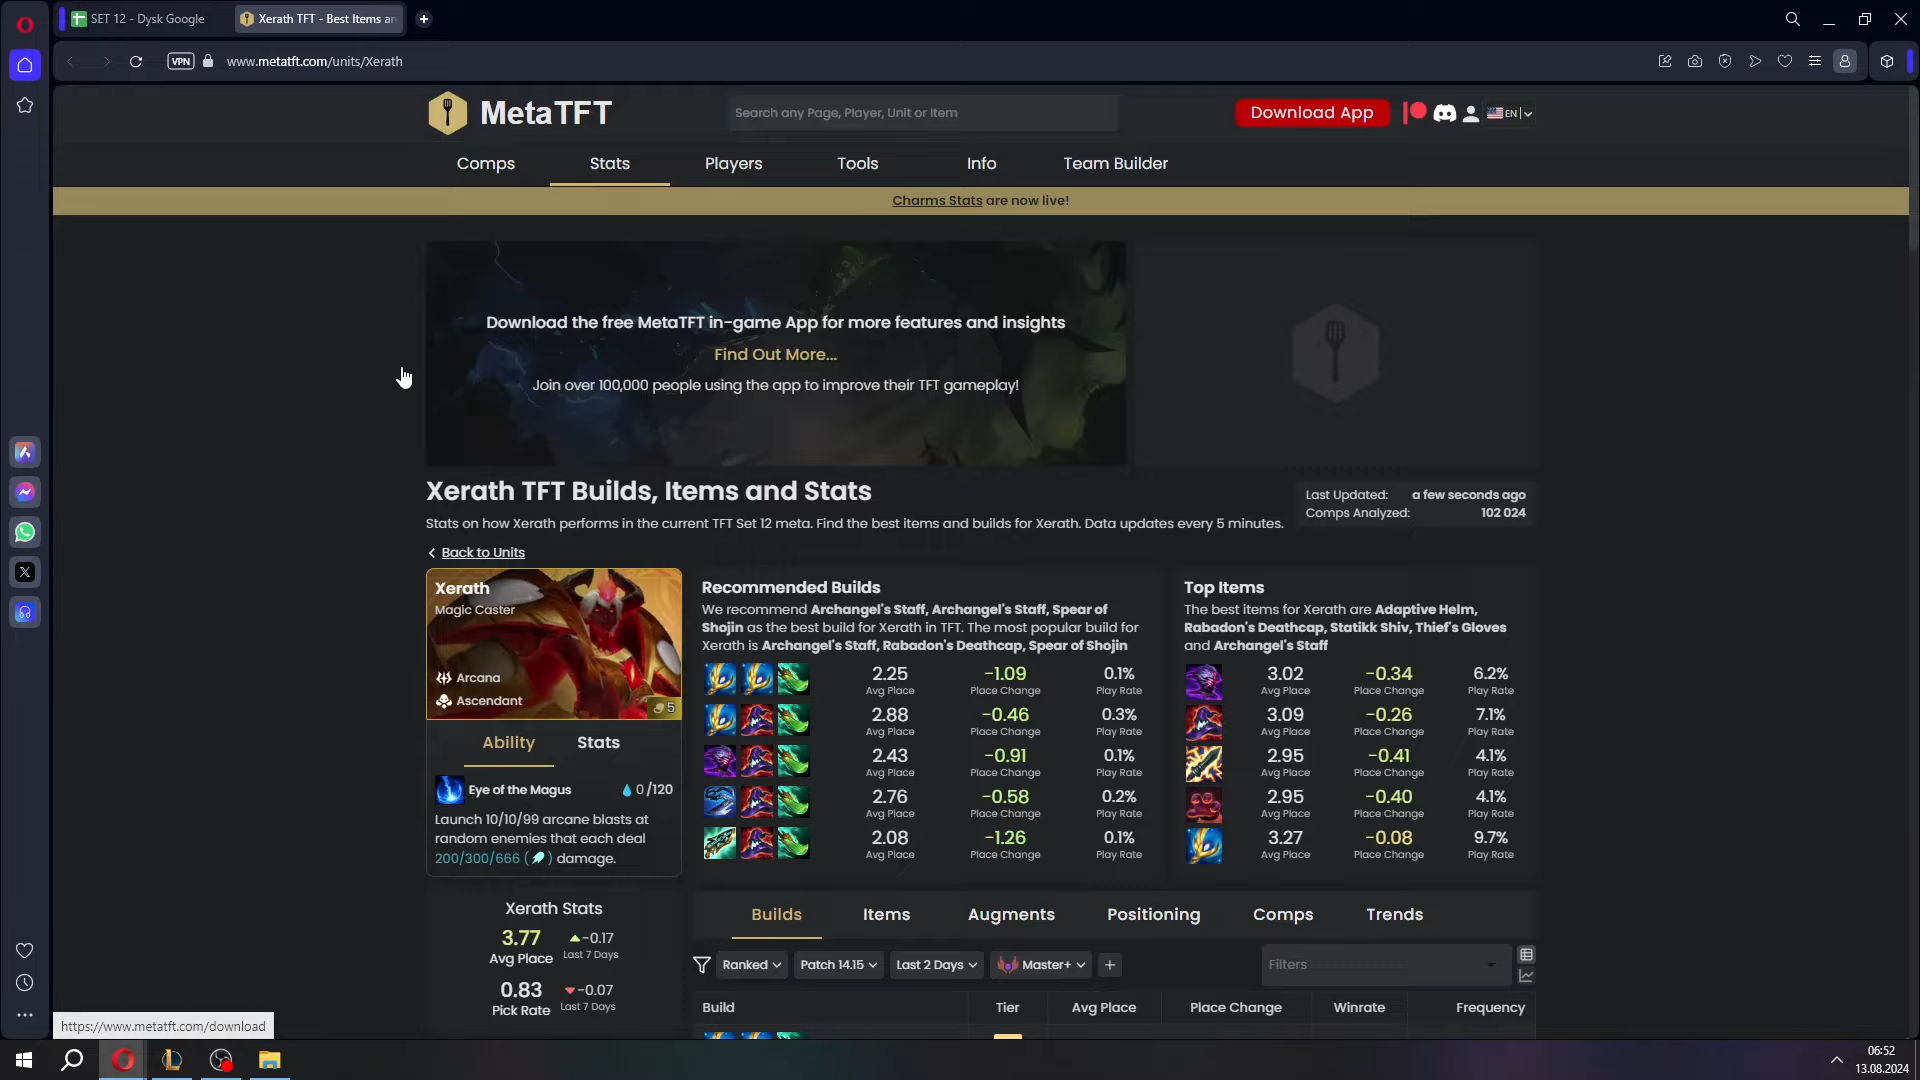 SET 12 - Dysk Google
Xerath TFT - Best Items an
VPN
www.metatft.com/units/Xerath
MetaTFT
Search any Page, Player, Unit or Item
Download App
EN
Comps
Stats
Players
Tools
Info
Team Builder
Charms Stats are now live!
Download the free MetaTFT in-game App for more features and insights
Find Out More...
Join over 100,000 people using the app to improve their TFT gameplay!
Xerath TFT Builds, Items and Stats
Stats on how Xerath performs in the current TFT Set 12 meta. Find the best items and builds for Xerath. Data updates every 5 minutes.
Last Updated: a few seconds ago
Comps Analyzed: 102 024
Back to Units
Xerath
Magic Caster
Arcana
Ascendant
5
Ability
Stats
Eye of the Magus
0/120
Launch 10/10/99 arcane blasts at
random enemies that each deal
200/300/666 ( ) damage.
Recommended Builds
We recommend Archangel's Staff, Archangel's Staff, Spear of
Shojin as the best build for Xerath in TFT. The most popular build for
Xerath is Archangel's Staff, Rabadon's Deathcap, Spear of Shojin
2.25 -1.09 0.1%
Avg Place Place Change Play Rate
2.88 -0.46 0.3%
Avg Place Place Change Play Rate
2.43 -0.91 0.1%
Avg Place Place Change Play Rate
2.76 -0.58 0.2%
Avg Place Place Change Play Rate
2.08 -1.26 0.1%
Avg Place Place Change Play Rate
Top Items
The best items for Xerath are Adaptive Helm,
Rabadon's Deathcap, Statikk Shiv, Thief's Gloves
and Archangel's Staff
3.02 -0.34 6.2%
Avg Place Place Change Play Rate
3.09 -0.26 7.1%
Avg Place Place Change Play Rate
2.95 -0.41 4.1%
Avg Place Place Change Play Rate
2.95 -0.40 4.1%
Avg Place Place Change Play Rate
3.27 -0.08 9.7%
Avg Place Place Change Play Rate
Xerath Stats
3.77 -0.17
Avg Place Last 7 Days
0.83 -0.07
Pick Rate Last 7 Days
Builds
Items
Augments
Positioning
Comps
Trends
Ranked
Patch 14.15
Last 2 Days
Master+
+
Filters
Build
Tier
Avg Place
Place Change
Winrate
Frequency
https://www.metatft.com/download
06:52
13.08.2024